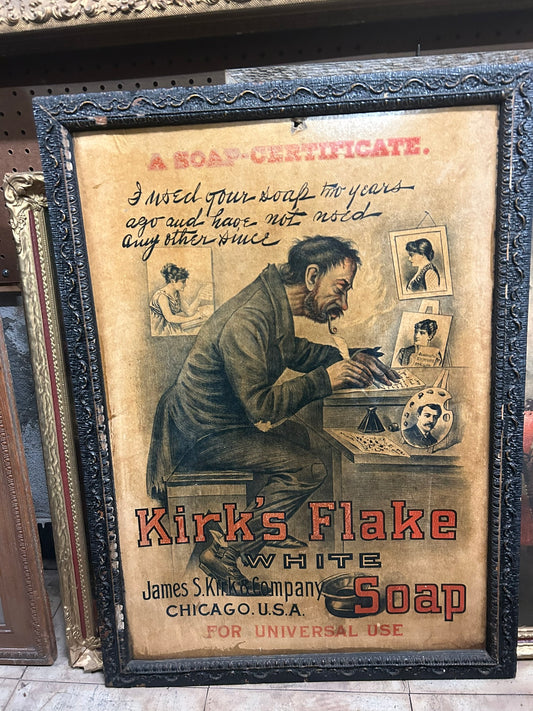 A SOAP-CERTIFICATE.
I used your soap two years
ago and have not used
any other since
Kirk's Flake
WHITE
James S. Kirk & Company
Soap
CHICAGO. U.S.A.
FOR UNIVERSAL USE